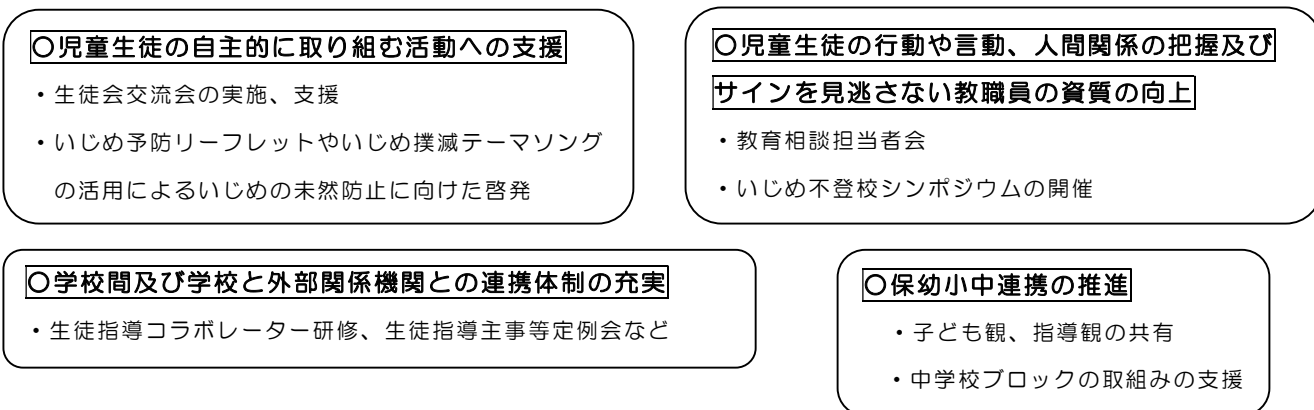 〇児童生徒の自主的に取り組む活動への支援
・生徒会交流会の実施、支援
・いじめ予防リーフレットやいじめ撲滅テーマソング
の活用によるいじめの未然防止に向けた啓発
〇児童生徒の行動や言動、人間関係の把握及び
サインを見逃さない教職員の資質の向上
・教育相談担当者会
・いじめ不登校シンポジウムの開催
〇学校間及び学校と外部関係機関との連携体制の充実
・生徒指導コラボレーター研修、生徒指導主事等定例会など
〇保幼小中連携の推進
・子ども観、指導観の共有
・中学校ブロックの取組みの支援